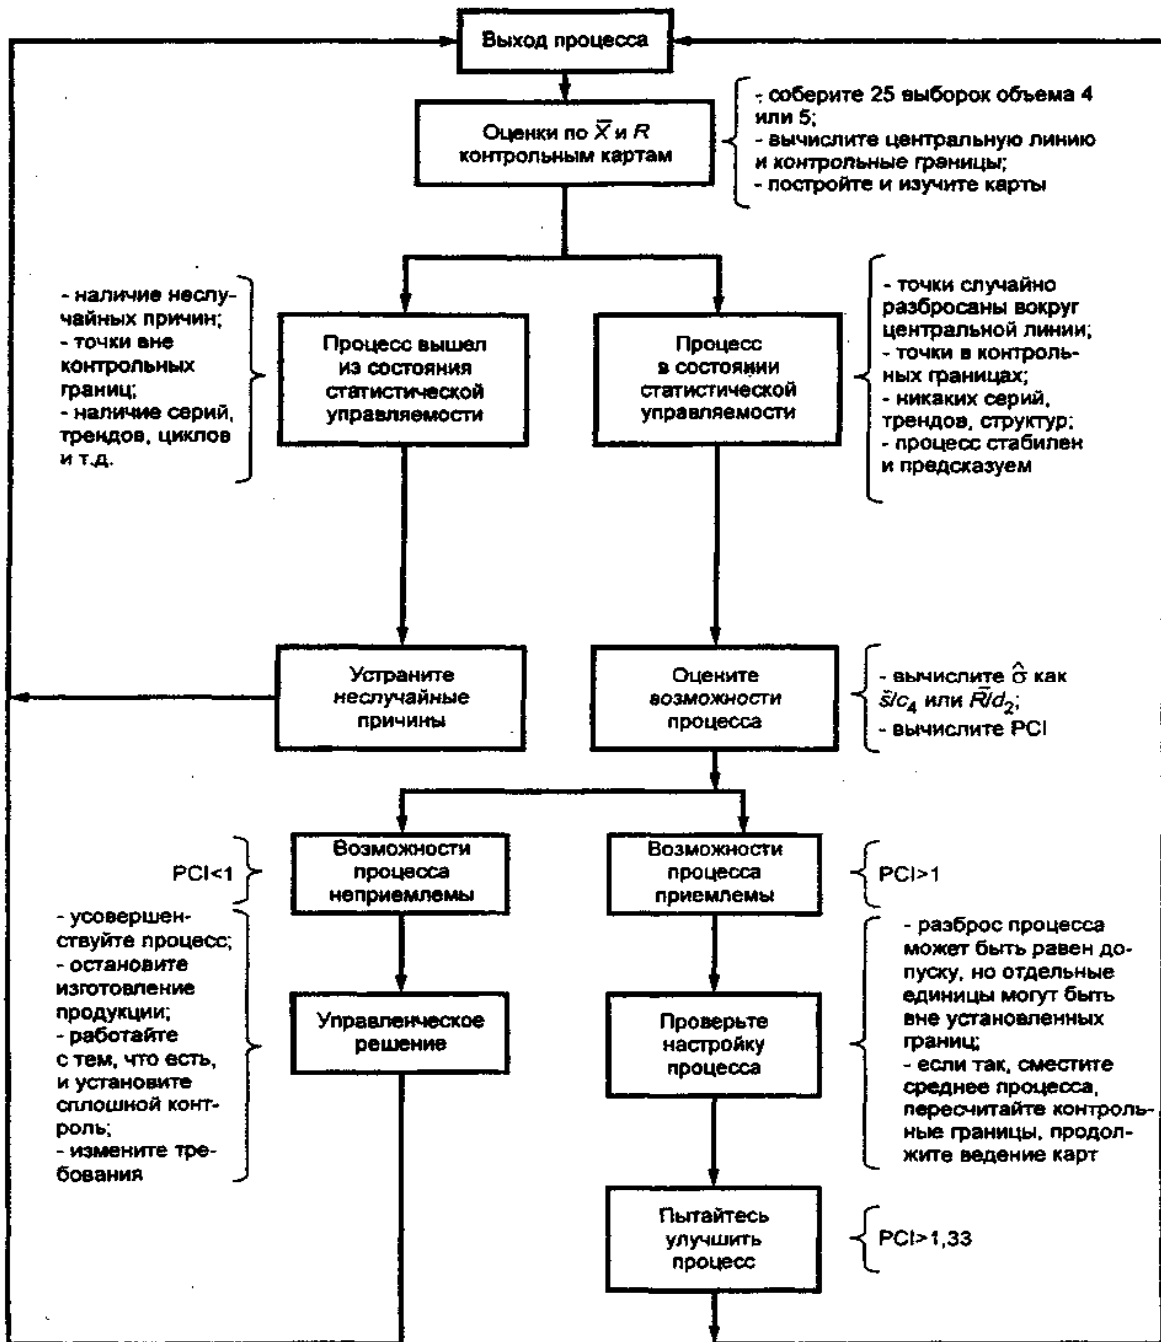 Выход процесса
Оценки по X̄ и R
контрольным картам
- соберите 25 выборок объема 4
или 5;
- вычислите центральную линию
и контрольные границы;
- постройте и изучите карты
- наличие неслу-
чайных причин;
- точки вне
контрольных
границ;
- наличие серий,
трендов, циклов
и т.д.
Процесс вышел
из состояния
статистической
управляемости
Процесс
в состоянии
статистической
управляемости
- точки случайно
разбросаны вокруг
центральной линии;
- точки в контроль-
ных границах;
- никаких серий,
трендов, структур;
- процесс стабилен
и предсказуем
Устраните
неслучайные
причины
Оцените
возможности
процесса
- вычислите σ̂ как
s̄/c₄ или R̄/d₂;
- вычислите PCI
PCI<1
Возможности
процесса
неприемлемы
Возможности
процесса
приемлемы
PCI>1
- усовершен-
ствуйте процесс;
- остановите
изготовление
продукции;
- работайте
с тем, что есть,
и установите
сплошной конт-
роль;
- измените тре-
бования
Управленческое
решение
Проверьте
настройку
процесса
- разброс процесса
может быть равен до-
пуску, но отдельные
единицы могут быть
вне установленных
границ;
- если так, сместите
среднее процесса,
пересчитайте контроль-
ные границы, продол-
жите ведение карт
Пытайтесь
улучшить
процесс
PCI>1,33